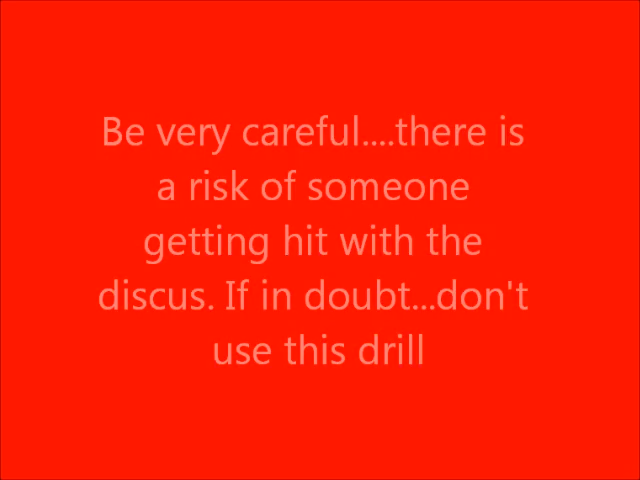 Be very careful....there is
a risk of someone
getting hit with the
discus. If in doubt...don't
use this drill